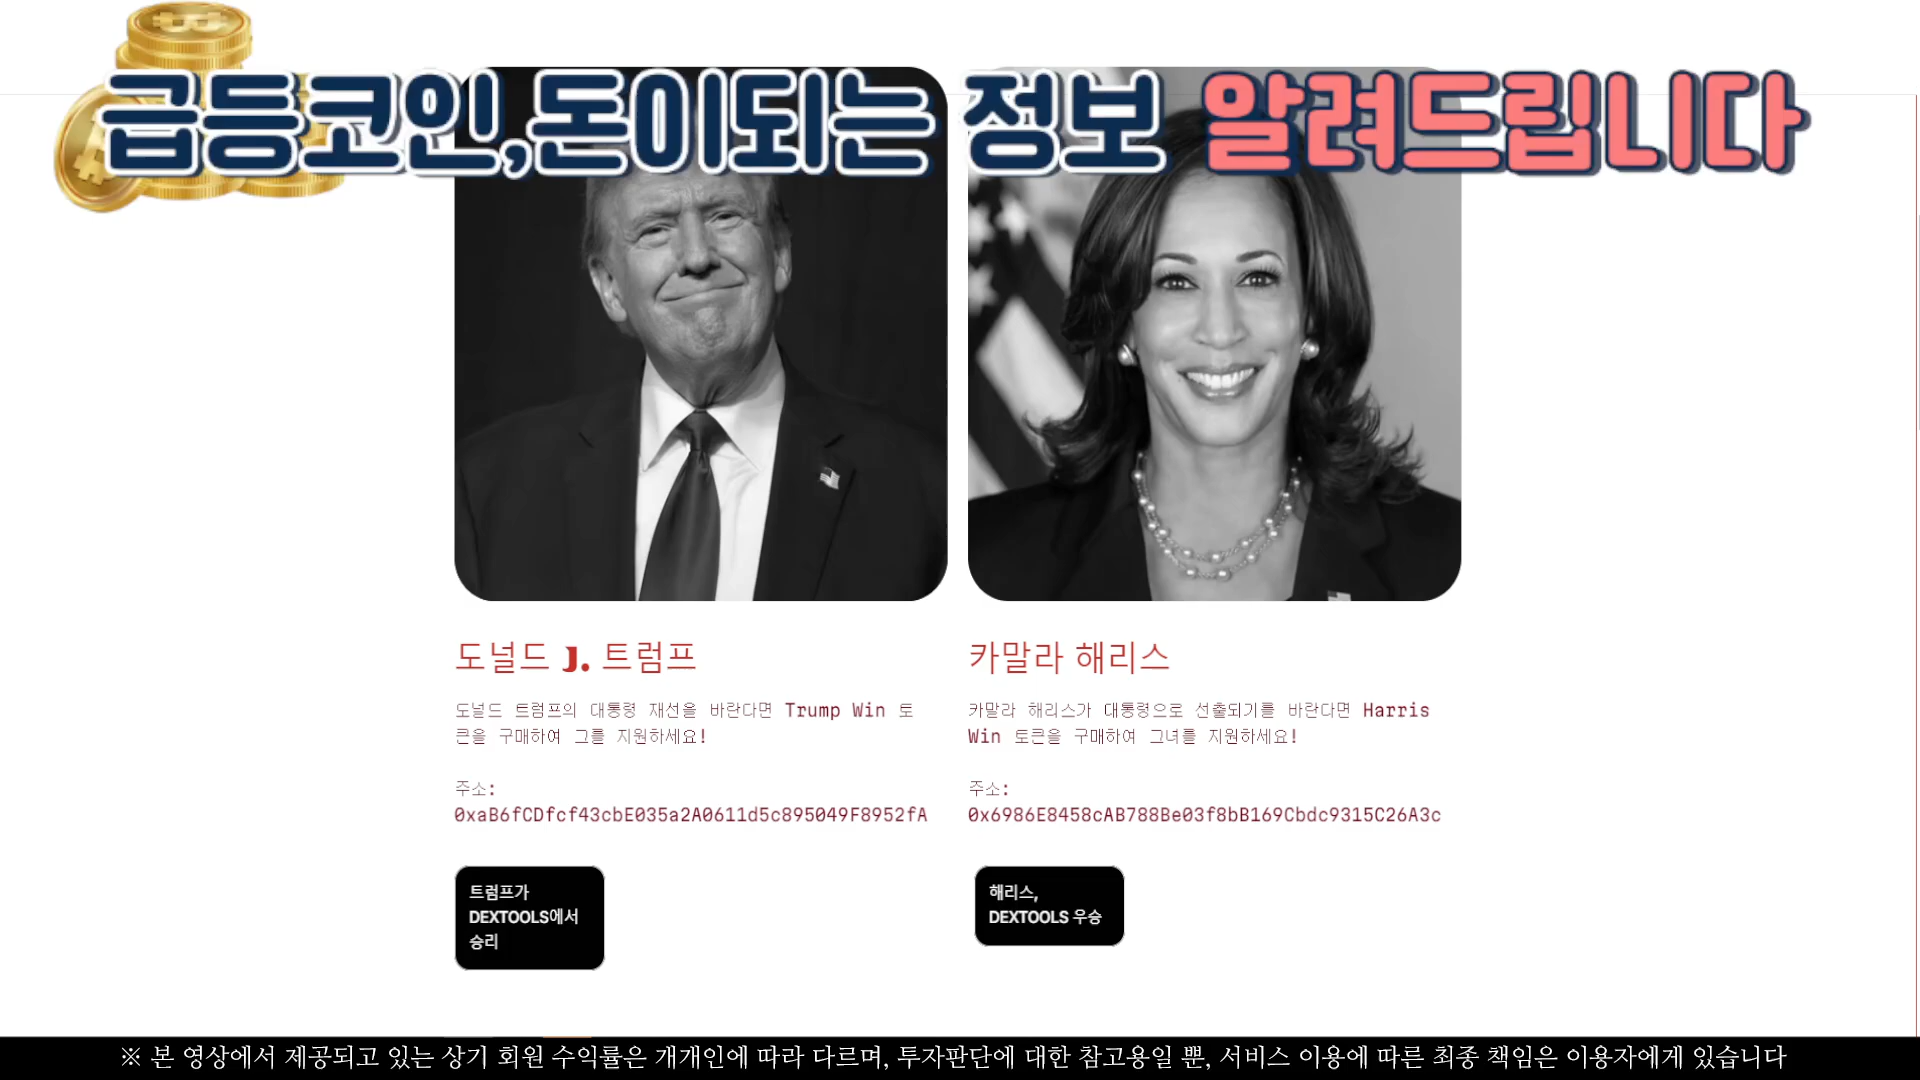 급등코인,돈이되는 정보 알려드립니다
도널드 J. 트럼프
도널드 트럼프의 대통령 재선을 바란다면 Trump Win 토
큰을 구매하여 그를 지원하세요!
주소:
0xaB6fCDfcf43cbE035a2A0611d5c895049F8952fA
트럼프가
DEXTOOLS에서
승리
카말라 해리스
카말라 해리스가 대통령으로 선출되기를 바란다면 Harris
Win 토큰을 구매하여 그녀를 지원하세요!
주소:
0x6986E8458cAB788Be03f8bB169Cbdc9315C26A3c
해리스,
DEXTOOLS 우승
※ 본 영상에서 제공되고 있는 상기 회원 수익률은 개개인에 따라 다르며, 투자판단에 대한 참고용일 뿐, 서비스 이용에 따른 최종 책임은 이용자에게 있습니다